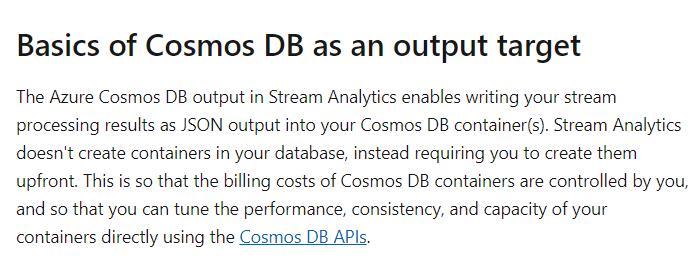 Basics of Cosmos DB as an output target
The Azure Cosmos DB output in Stream Analytics enables writing your stream
processing results as JSON output into your Cosmos DB container(s). Stream Analytics
doesn't create containers in your database, instead requiring you to create them
upfront. This is so that the billing costs of Cosmos DB containers are controlled by you,
and so that you can tune the performance, consistency, and capacity of your
containers directly using the Cosmos DB APIs.